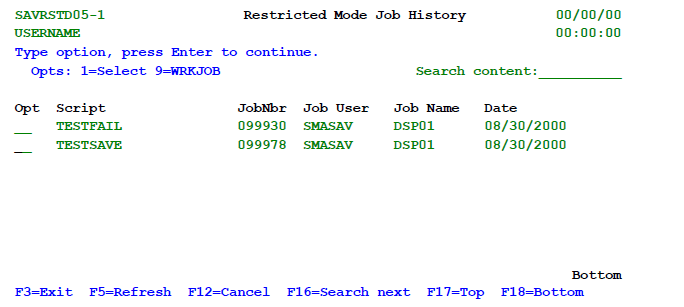 SAVRSTD05-1 Restricted Mode Job History 00/00/00
USERNAME 00:00:00
Type option, press Enter to continue.
Opts: 1=Select 9=WRKJOB Search content:__________
Opt Script JobNbr Job User Job Name Date
__ TESTFAIL 099930 SMASAV DSP01 08/30/2000
__ TESTSAVE 099978 SMASAV DSP01 08/30/2000
Bottom
F3=Exit F5=Refresh F12=Cancel F16=Search next F17=Top F18=Bottom